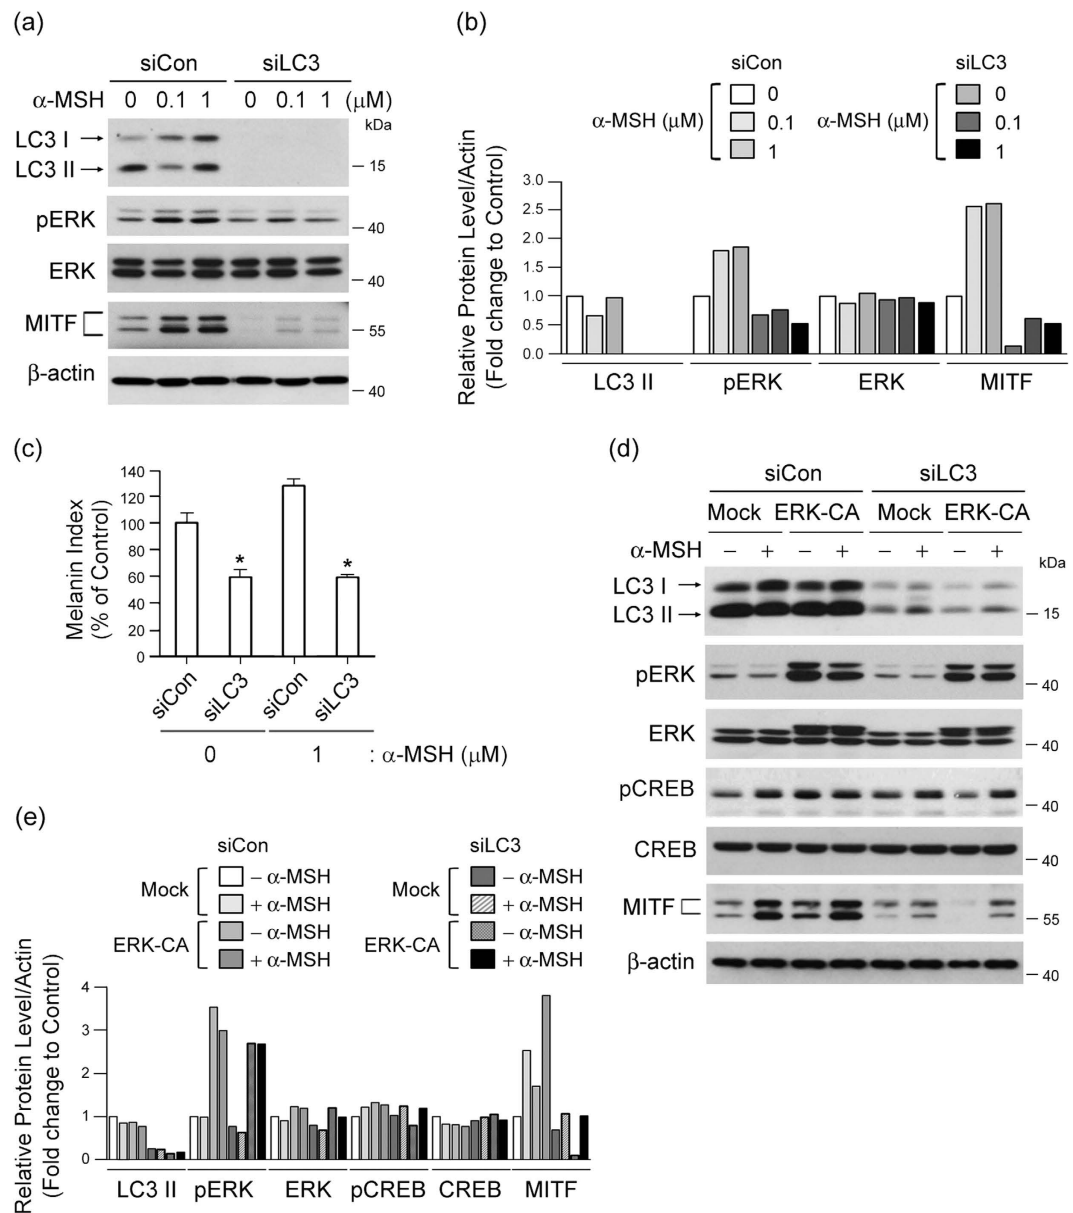 (a)
siCon siLC3
α-MSH 0 0.1 1 0 0.1 1 (μM)
kDa
LC3 I
LC3 II
15
pERK
40
ERK
40
MITF
55
β-actin
40
(b)
siCon siLC3
α-MSH (μM) 0 0.1 1
α-MSH (μM) 0 0.1 1
Relative Protein Level/Actin
(Fold change to Control)
3.0
2.5
2.0
1.5
1.0
0.5
0.0
LC3 II pERK ERK MITF
(c)
Melanin Index
(% of Control)
140
120
100
80
60
40
20
0
* *
siCon siLC3 siCon siLC3
0 1 : α-MSH (μM)
(d)
siCon siLC3
Mock ERK-CA Mock ERK-CA
α-MSH – + – + – + – +
kDa
LC3 I
LC3 II
15
pERK
40
ERK
40
pCREB
40
CREB
40
MITF
55
β-actin
40
(e)
siCon siLC3
Mock – α-MSH Mock – α-MSH
+ α-MSH + α-MSH
ERK-CA – α-MSH ERK-CA – α-MSH
+ α-MSH + α-MSH
Relative Protein Level/Actin
(Fold change to Control)
4
3
2
1
0
LC3 II pERK ERK pCREB CREB MITF